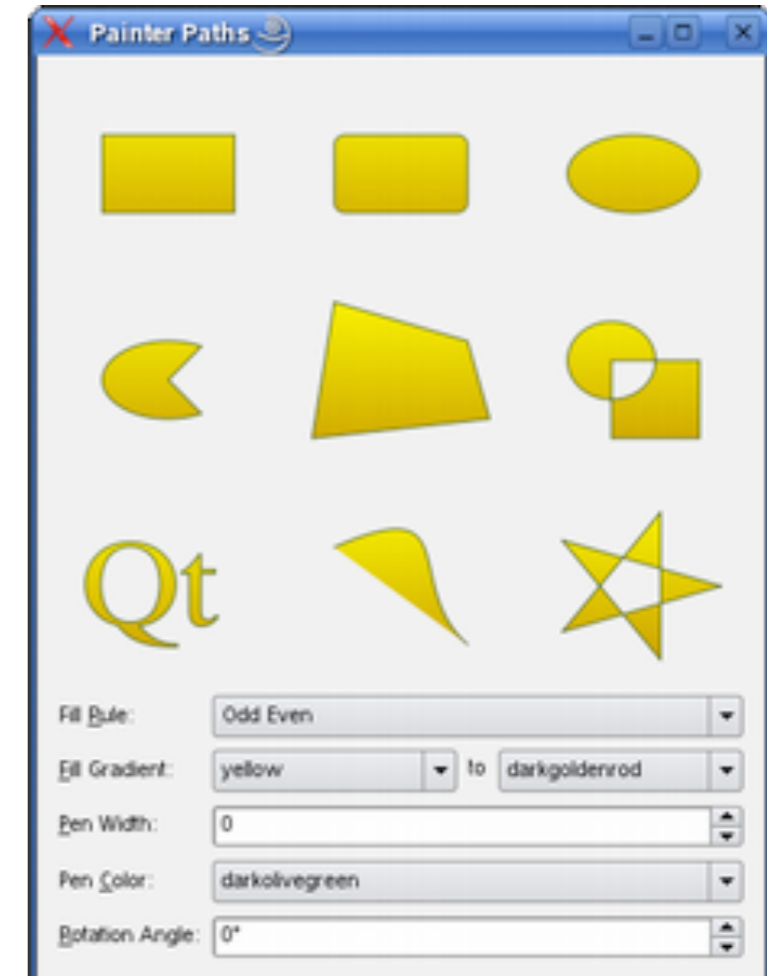 Painter Paths
Qt
Fill Rule: Odd Even
Fill Gradient: yellow to darkgoldenrod
Pen Width: 0
Pen Color: darkolivegreen
Rotation Angle: 0°